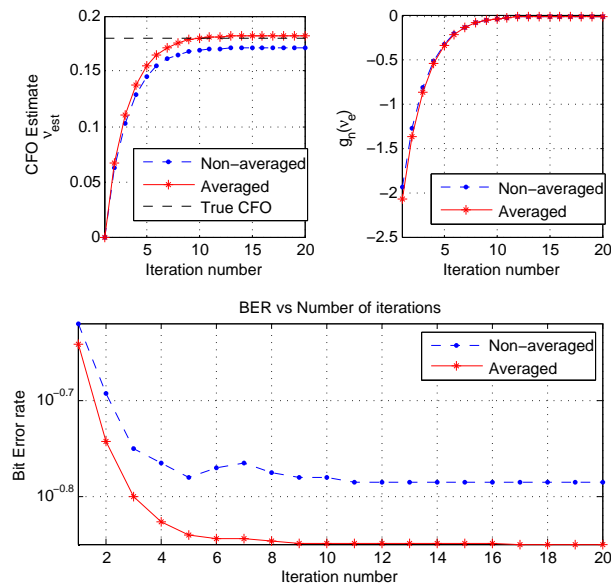 0.2
0.15
0.1
0.05
0
5 10 15 20
Iteration number
CFO Estimate
ν_est
Non−averaged
Averaged
True CFO
0
−0.5
−1
−1.5
−2
−2.5
5 10 15 20
Iteration number
g_n(ν_e)
Non−averaged
Averaged
BER vs Number of iterations
10^−0.7
10^−0.8
Bit Error rate
2 4 6 8 10 12 14 16 18 20
Iteration number
Non−averaged
Averaged